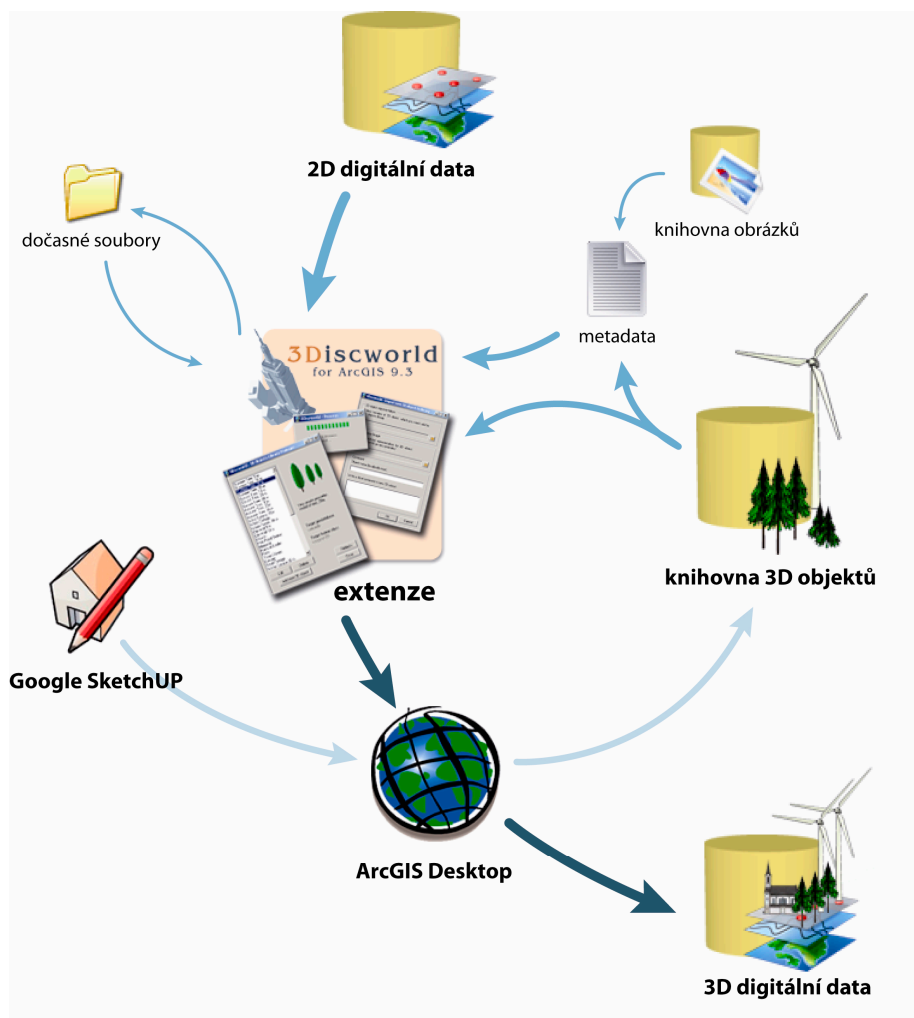 2D digitální data
knihovna obrázků
dočasné soubory
metadata
3Discworld
for ArcGIS 9.3
knihovna 3D objektů
extenze
Google SketchUP
ArcGIS Desktop
3D digitální data